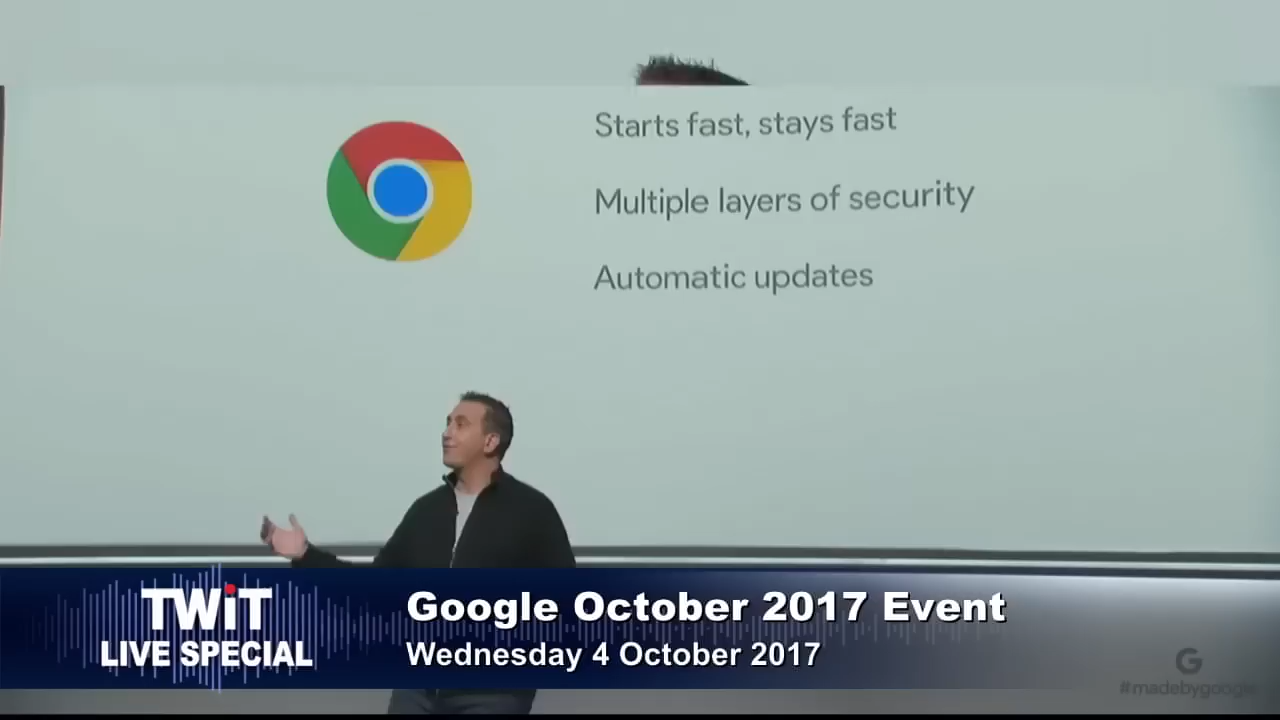 Starts fast, stays fast
Multiple layers of security
Automatic updates
TWiT
LIVE SPECIAL
Google October 2017 Event
Wednesday 4 October 2017
G
#madebygoogle